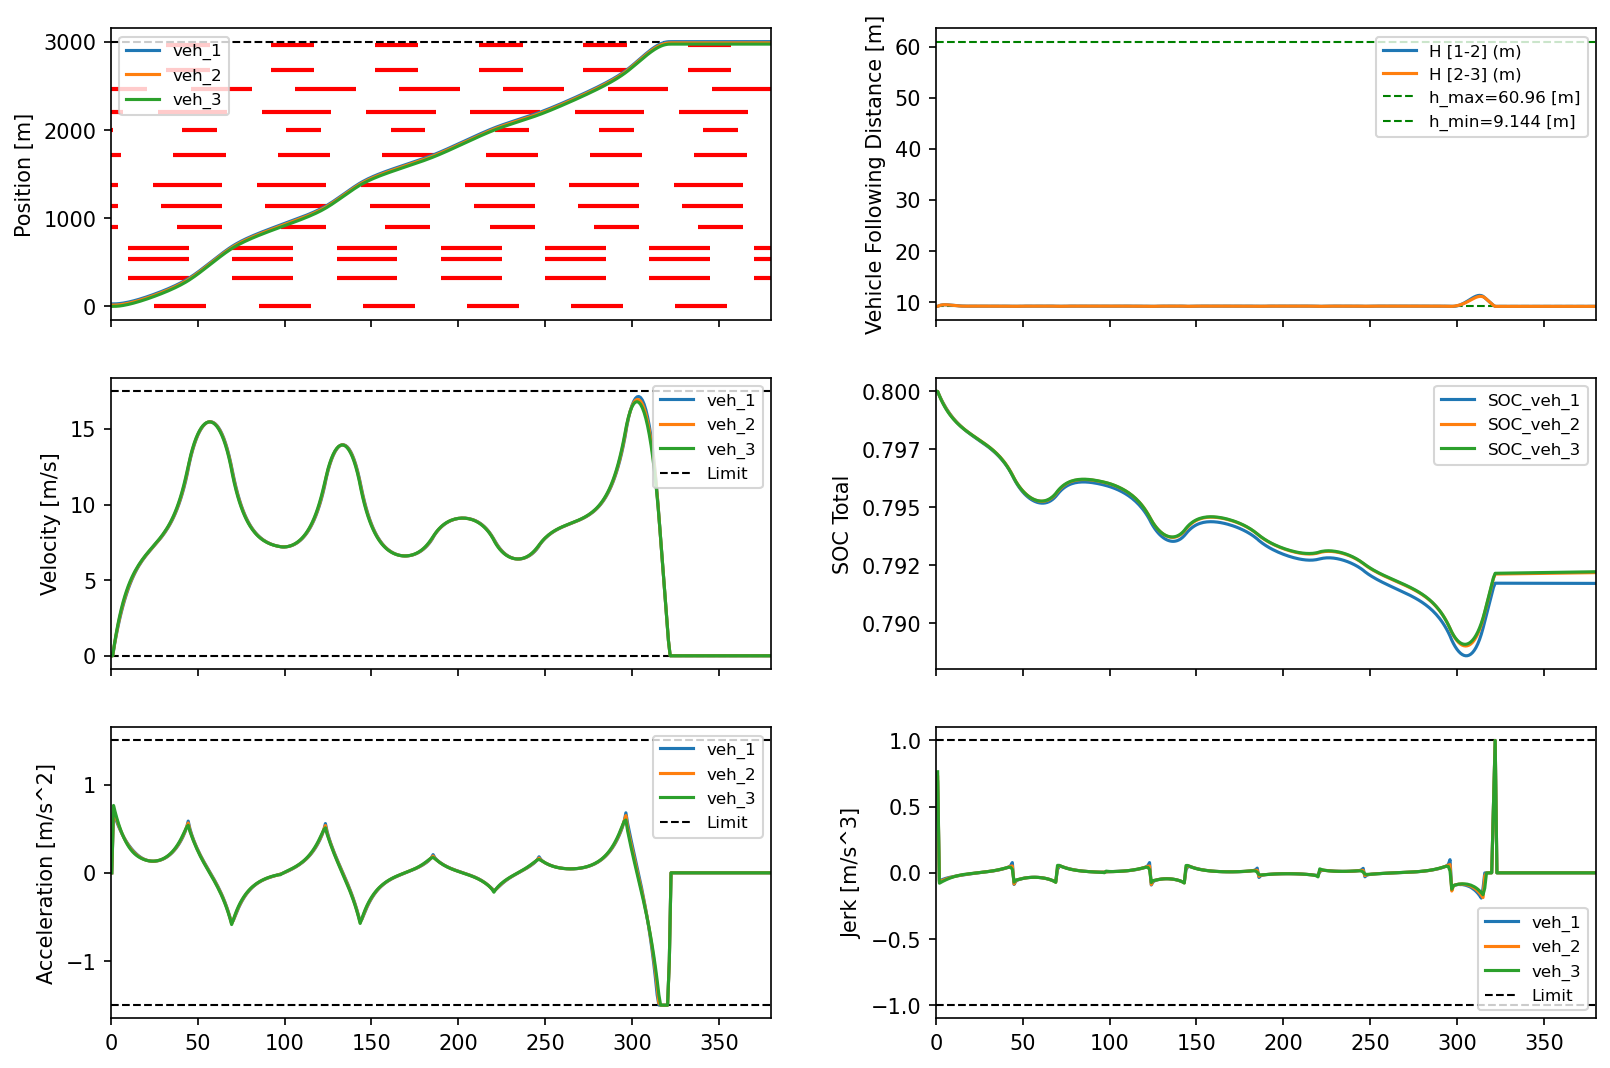 Position [m]
3000
2000
1000
0
veh_1
veh_2
veh_3
Vehicle Following Distance [m]
60
50
40
30
20
10
H [1-2] (m)
H [2-3] (m)
h_max=60.96 [m]
h_min=9.144 [m]
Velocity [m/s]
15
10
5
0
veh_1
veh_2
veh_3
Limit
SOC Total
0.800
0.797
0.795
0.792
0.790
SOC_veh_1
SOC_veh_2
SOC_veh_3
Acceleration [m/s^2]
1
0
−1
veh_1
veh_2
veh_3
Limit
0 50 100 150 200 250 300 350
Jerk [m/s^3]
1.0
0.5
0.0
−0.5
−1.0
veh_1
veh_2
veh_3
Limit
0 50 100 150 200 250 300 350